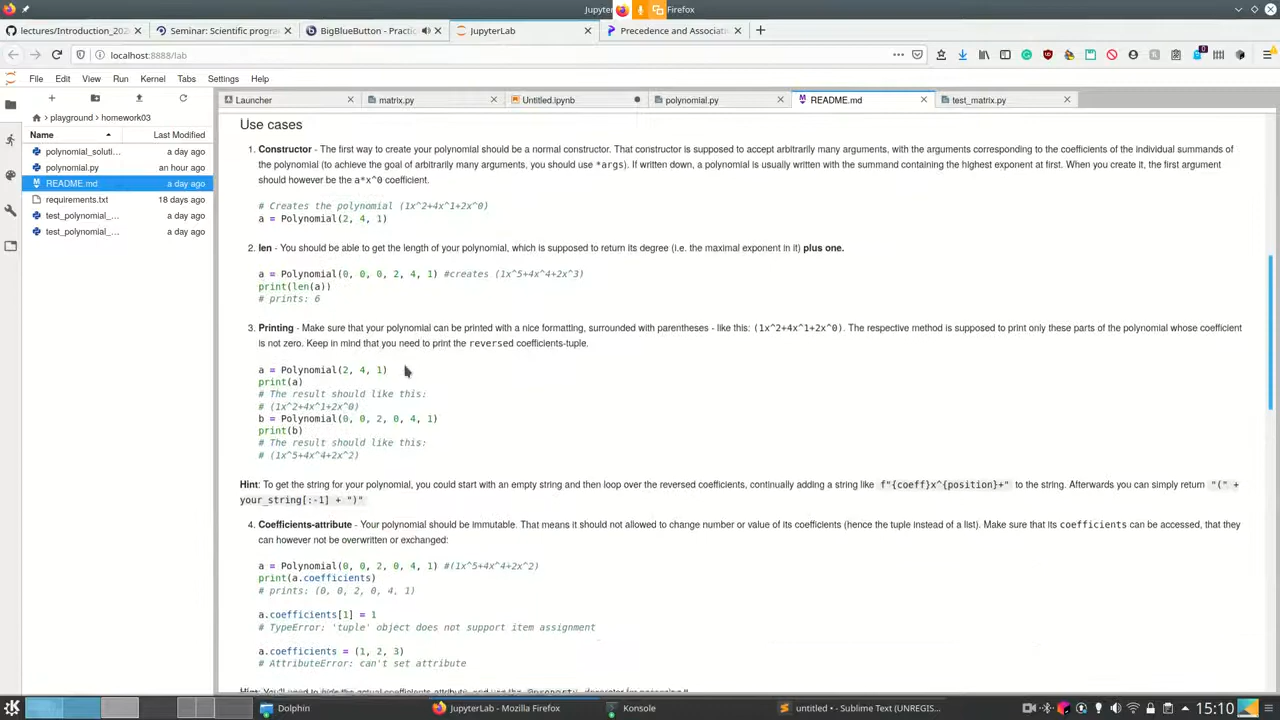 Jupyter Firefox
lectures/Introduction_202
Seminar: Scientific progra
BigBlueButton - Practic
JupyterLab
Precedence and Associati
localhost:8888/lab
File Edit View Run Kernel Tabs Settings Help
Launcher
matrix.py
Untitled.ipynb
polynomial.py
README.md
test_matrix.py
playground > homework03
Name Last Modified
polynomial_soluti... a day ago
polynomial.py an hour ago
README.md a day ago
requirements.txt 18 days ago
test_polynomial_... a day ago
test_polynomial_... a day ago
Use cases
1. Constructor - The first way to create your polynomial should be a normal constructor. That constructor is supposed to accept arbitrarily many arguments, with the arguments corresponding to the coefficients of the individual summands of
the polynomial (to achieve the goal of arbitrarily many arguments, you should use *args). If written down, a polynomial is usually written with the summand containing the highest exponent at first. When you create it, the first argument
should however be the a*x^0 coefficient.
# Creates the polynomial (1x^2+4x^1+2x^0)
a = Polynomial(2, 4, 1)
2. len - You should be able to get the length of your polynomial, which is supposed to return its degree (i.e. the maximal exponent in it) plus one.
a = Polynomial(0, 0, 0, 2, 4, 1) #creates (1x^5+4x^4+2x^3)
print(len(a))
# prints: 6
3. Printing - Make sure that your polynomial can be printed with a nice formatting, surrounded with parentheses - like this: (1x^2+4x^1+2x^0). The respective method is supposed to print only these parts of the polynomial whose coefficient
is not zero. Keep in mind that you need to print the reversed coefficients-tuple.
a = Polynomial(2, 4, 1)
print(a)
# The result should like this:
# (1x^2+4x^1+2x^0)
b = Polynomial(0, 0, 2, 0, 4, 1)
print(b)
# The result should like this:
# (1x^5+4x^4+2x^2)
Hint: To get the string for your polynomial, you could start with an empty string and then loop over the reversed coefficients, continually adding a string like f"{coeff}x^{position}+" to the string. Afterwards you can simply return "(" +
your_string[:-1] + ")"
4. Coefficients-attribute - Your polynomial should be immutable. That means it should not allowed to change number or value of its coefficients (hence the tuple instead of a list). Make sure that its coefficients can be accessed, that they
can however not be overwritten or exchanged:
a = Polynomial(0, 0, 2, 0, 4, 1) #(1x^5+4x^4+2x^2)
print(a.coefficients)
# prints: (0, 0, 2, 0, 4, 1)
a.coefficients[1] = 1
# TypeError: 'tuple' object does not support item assignment
a.coefficients = (1, 2, 3)
# AttributeError: can't set attribute
Dolphin
JupyterLab - Mozilla Firefox
Konsole
untitled • - Sublime Text (UNREGIS...
15:10